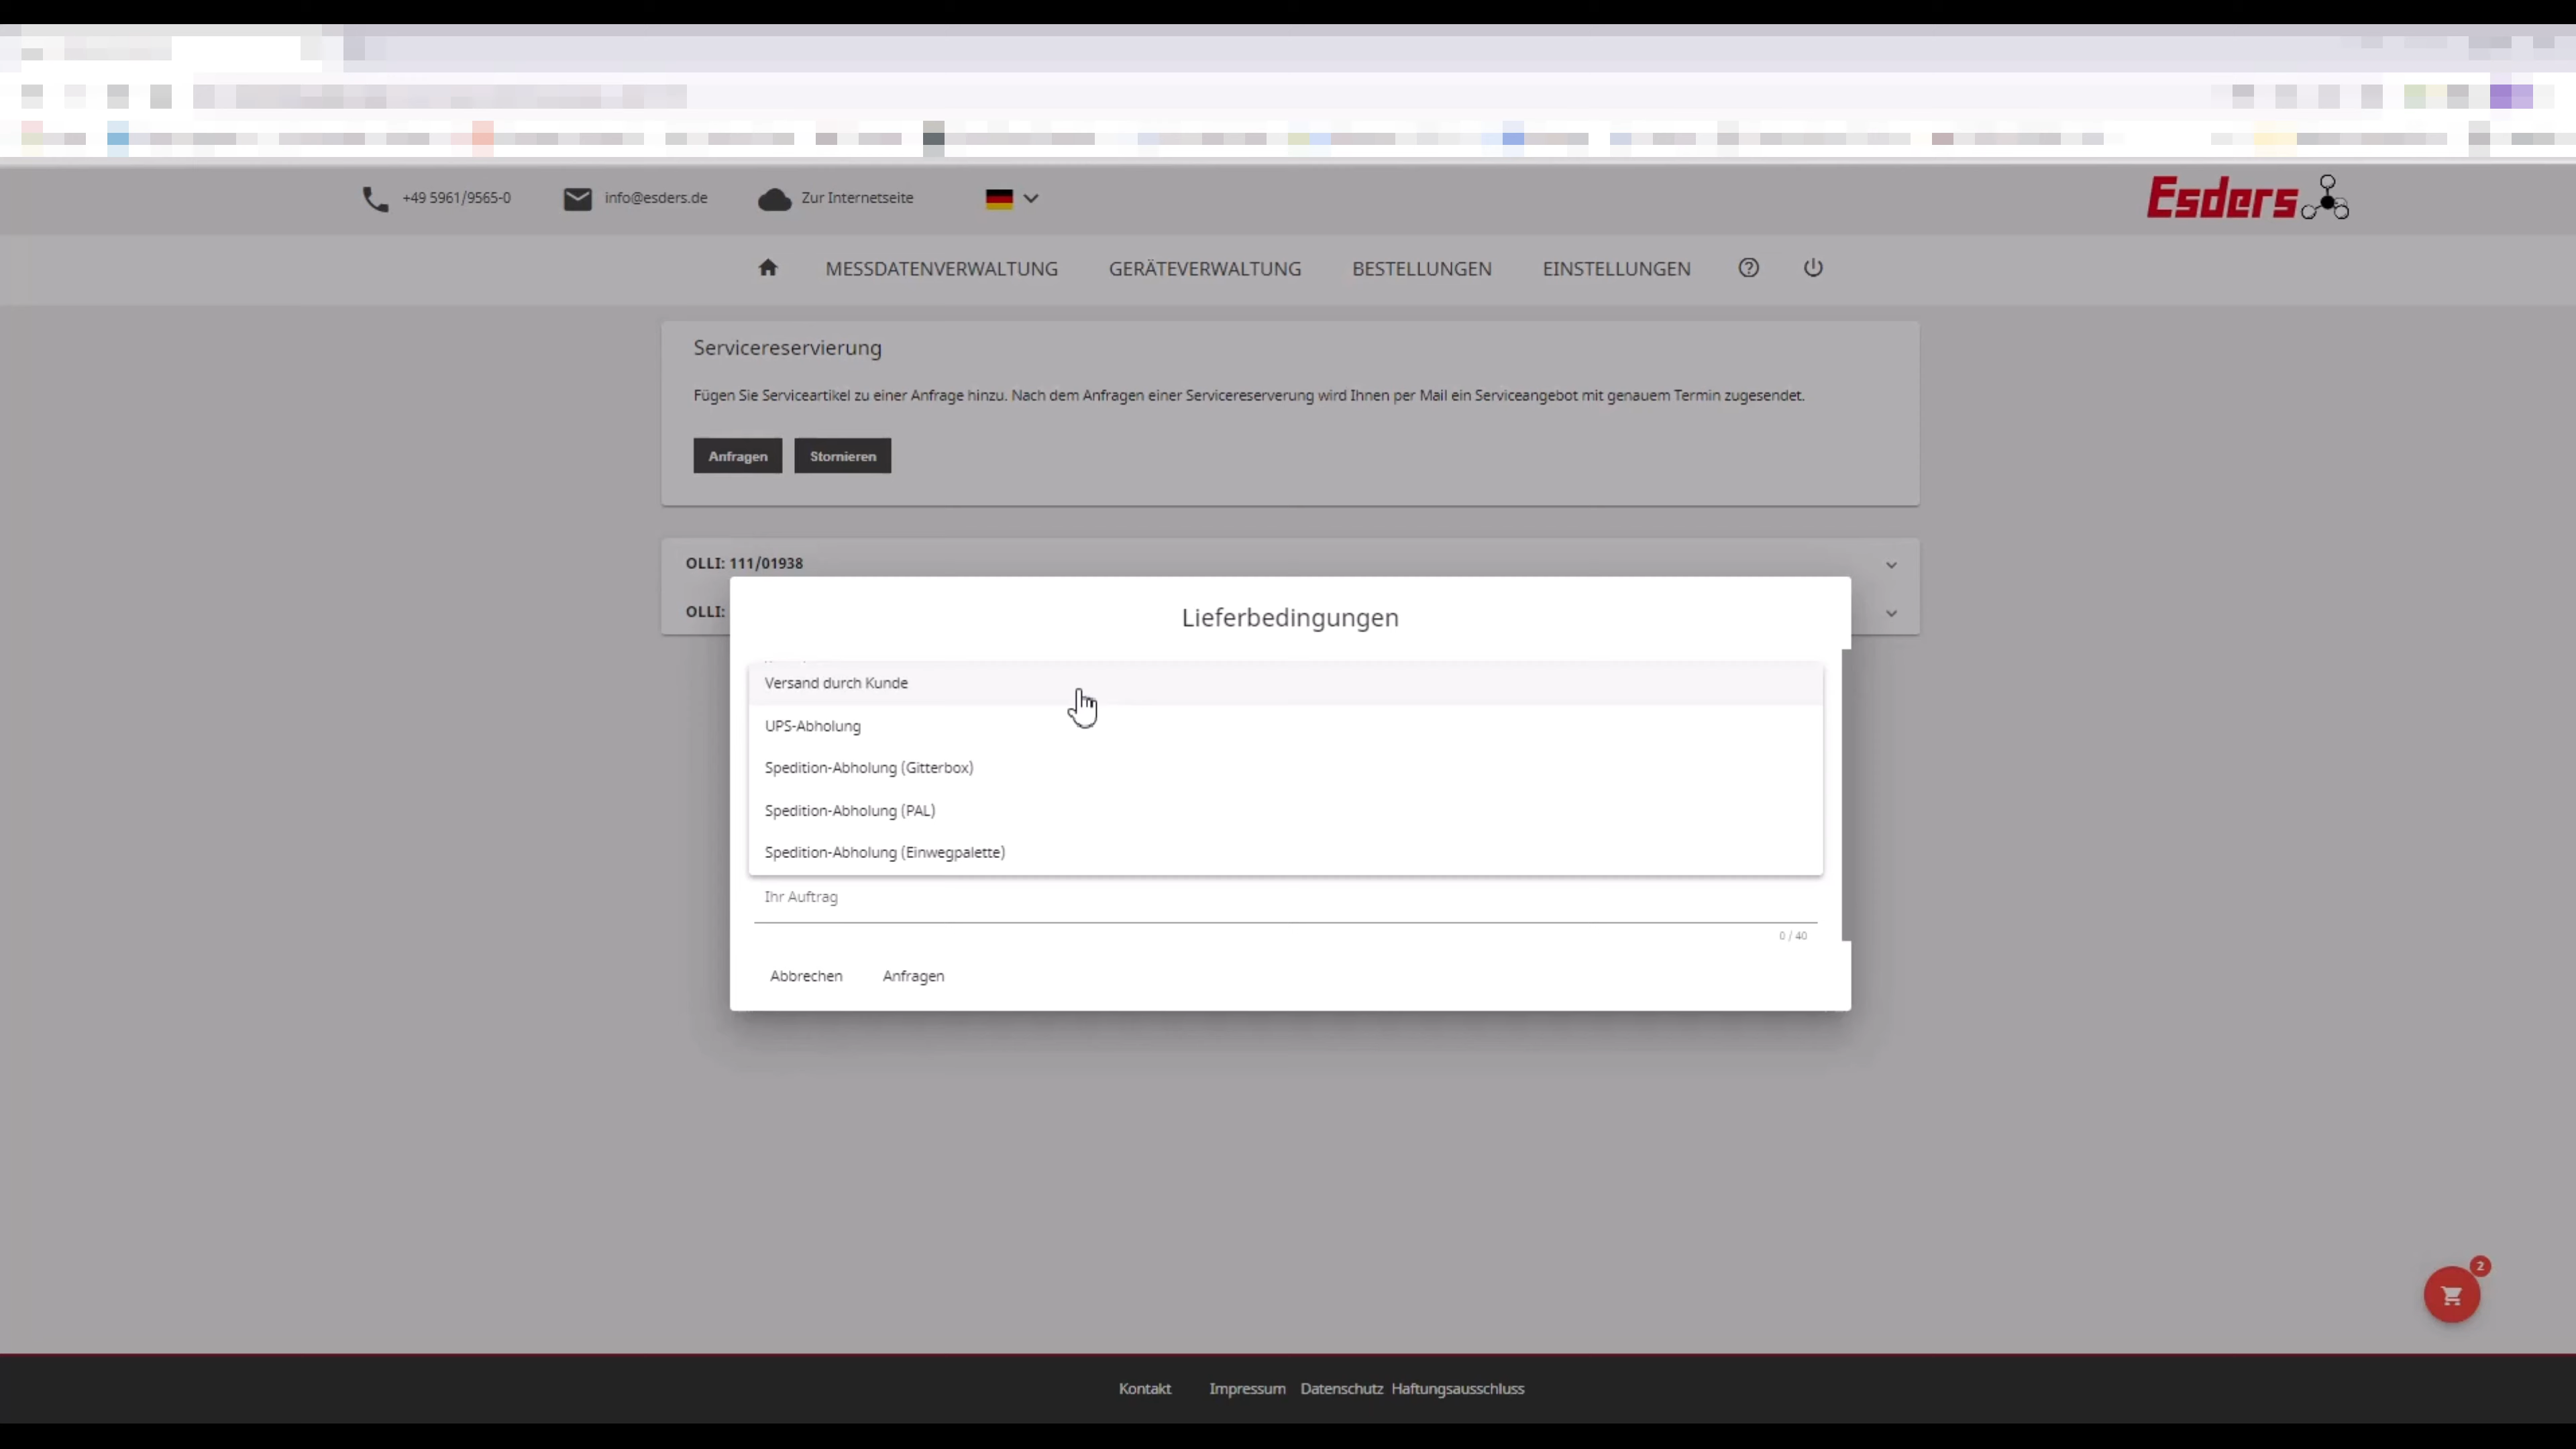 +49 5961/9565-0 info@esders.de Zur Internetseite Esders
MESSDATENVERWALTUNG GERÄTEVERWALTUNG BESTELLUNGEN EINSTELLUNGEN
Servicereservierung
Fügen Sie Serviceartikel zu einer Anfrage hinzu. Nach dem Anfragen einer Servicereserverung wird Ihnen per Mail ein Serviceangebot mit genauem Termin zugesendet.
Anfragen Stornieren
OLLI: 111/01938
OLLI:
Lieferbedingungen
Versand durch Kunde
UPS-Abholung
Spedition-Abholung (Gitterbox)
Spedition-Abholung (PAL)
Spedition-Abholung (Einwegpalette)
Ihr Auftrag
0 / 40
Abbrechen Anfragen
2
Kontakt Impressum Datenschutz Haftungsausschluss